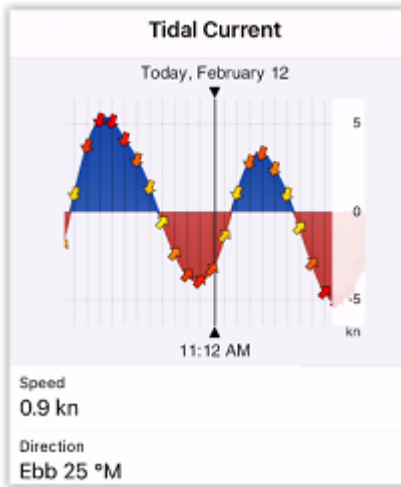 Tidal Current
Today, February 12
5
0
-5
kn
11:12 AM
Speed
0.9 kn
Direction
Ebb 25 °M